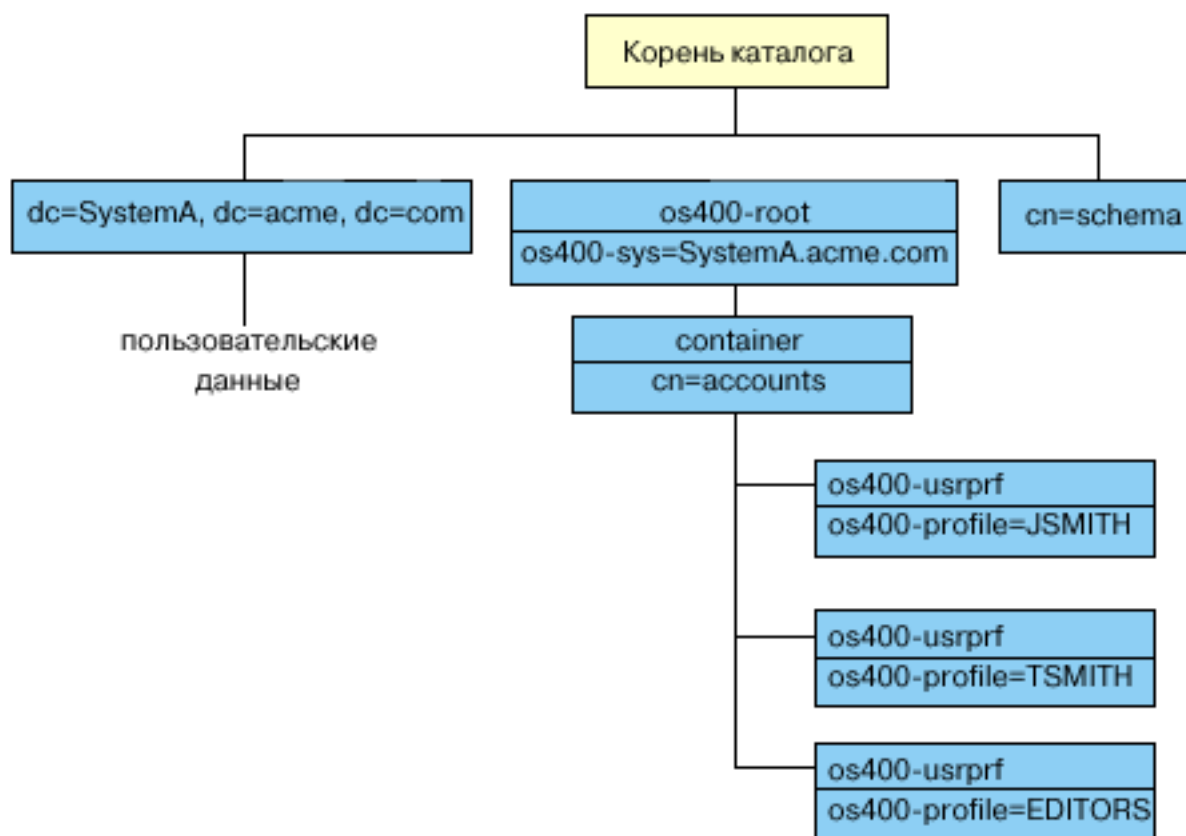 Корень каталога
dc=SystemA, dc=acme, dc=com
os400-root
os400-sys=SystemA.acme.com
cn=schema
пользовательские
данные
container
cn=accounts
os400-usrprf
os400-profile=JSMITH
os400-usrprf
os400-profile=TSMITH
os400-usrprf
os400-profile=EDITORS